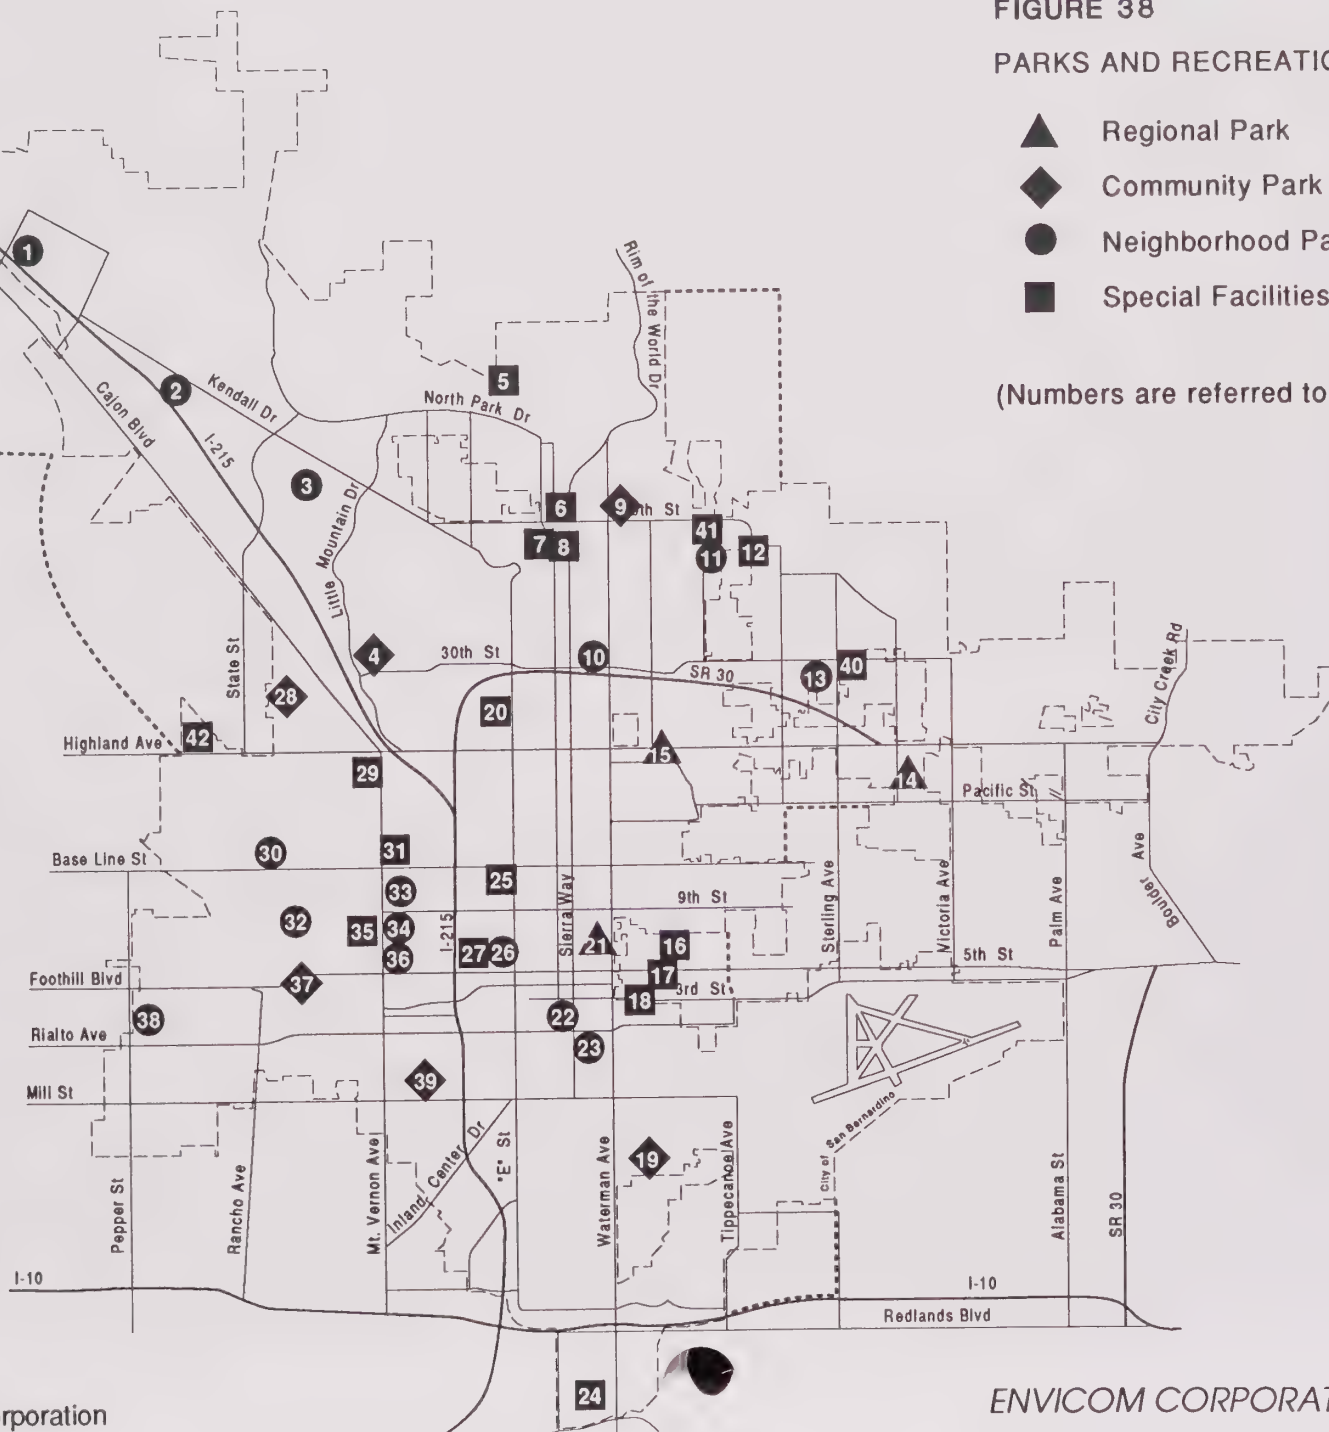 FIGURE 38
PARKS AND RECREATIO
Regional Park
Community Park
Neighborhood Pa
Special Facilities
(Numbers are referred to
1
Rim of the World Dr
2
Kendall Dr
5
North Park Dr
Cajon Blvd
I-215
3
Little Mountain Dr
6
9
th St
41
7
8
11
12
State St
4
30th St
10
SR 30
13
40
City Creek Rd
28
20
42
Highland Ave
15
29
14
Pacific St
30
Base Line St
31
25
33
Sierra Way
9th St
Sterling Ave
Victoria Ave
Palm Ave
Boulder Ave
32
35
34
I-215
27
26
21
16
36
5th St
Foothill Blvd
37
17
3rd St
18
38
22
Rialto Ave
23
39
Mill St
Inland Center Dr
"E" St
19
City of San Bernardino
Pepper St
Rancho Ave
Mt. Vernon Ave
Waterman Ave
Tippecanoe Ave
Alabama St
SR 30
I-10
I-10
Redlands Blvd
24
rporation
ENVICOM CORPORAT